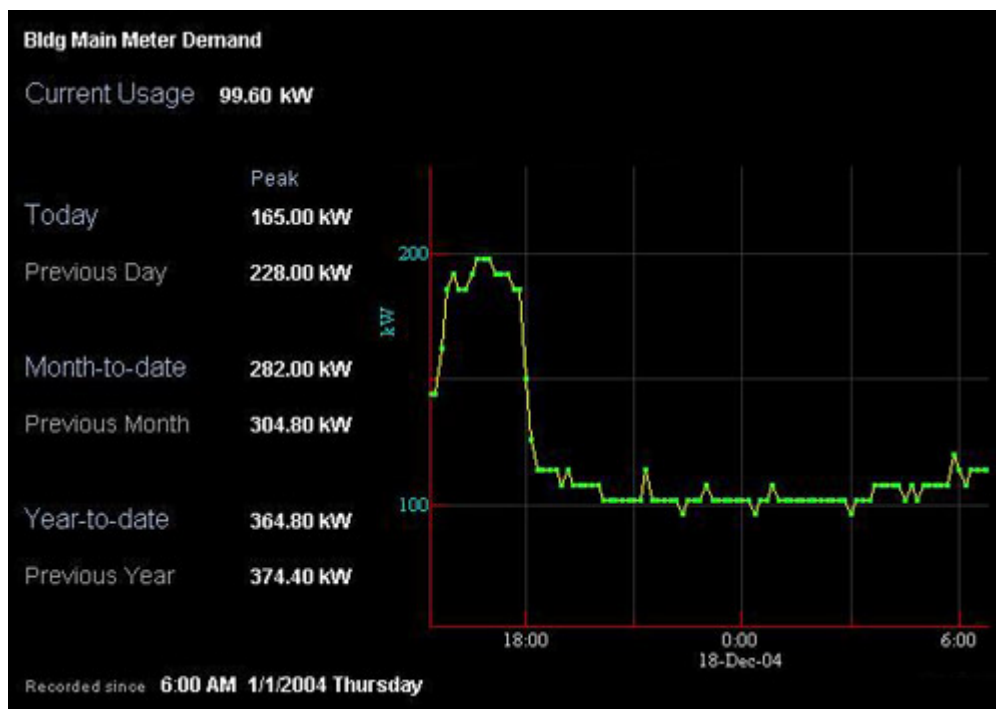 Bldg Main Meter Demand
Current Usage 99.60 kW
Peak
Today 165.00 kW
Previous Day 228.00 kW
Month-to-date 282.00 kW
Previous Month 304.80 kW
Year-to-date 364.80 kW
Previous Year 374.40 kW
200
kW
100
18:00 0:00 6:00
18-Dec-04
Recorded since 6:00 AM 1/1/2004 Thursday